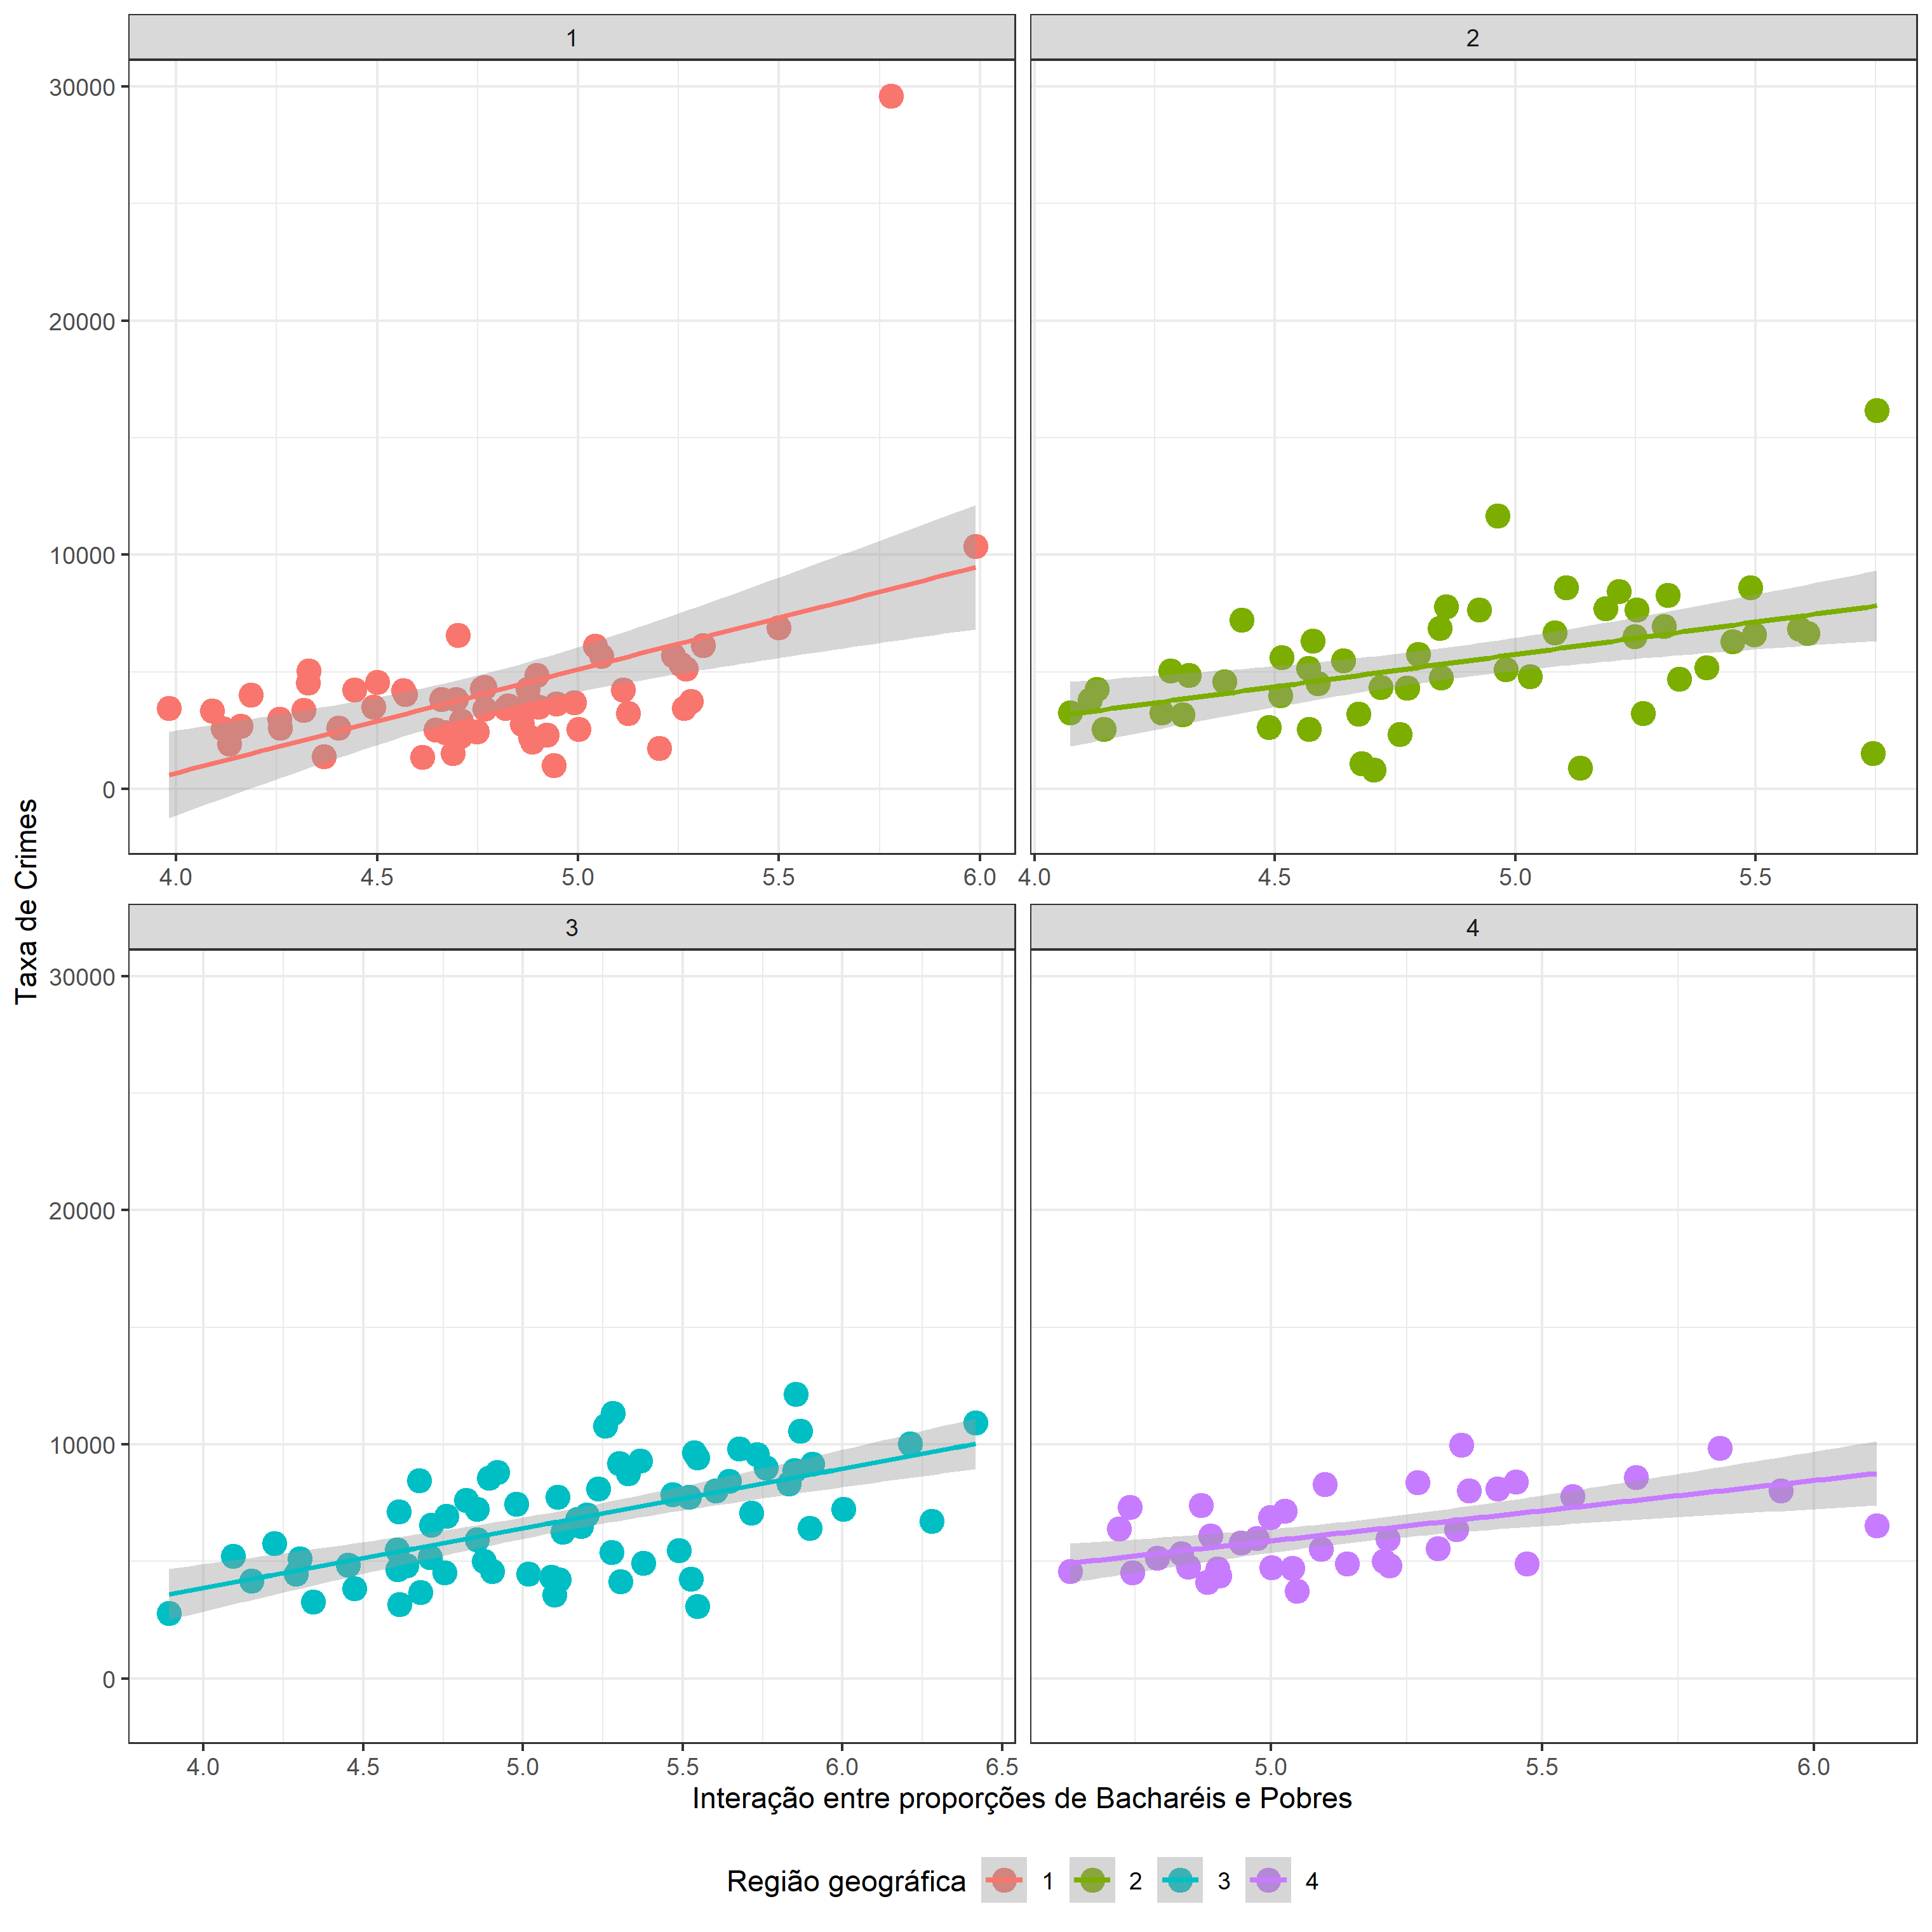 1
2
30000
20000
10000
0
4.0 4.5 5.0 5.5 6.0
4.0 4.5 5.0 5.5
Taxa de Crimes
3
4
30000
20000
10000
0
4.0 4.5 5.0 5.5 6.0 6.5
5.0 5.5 6.0
Interação entre proporções de Bacharéis e Pobres
Região geográfica 1 2 3 4